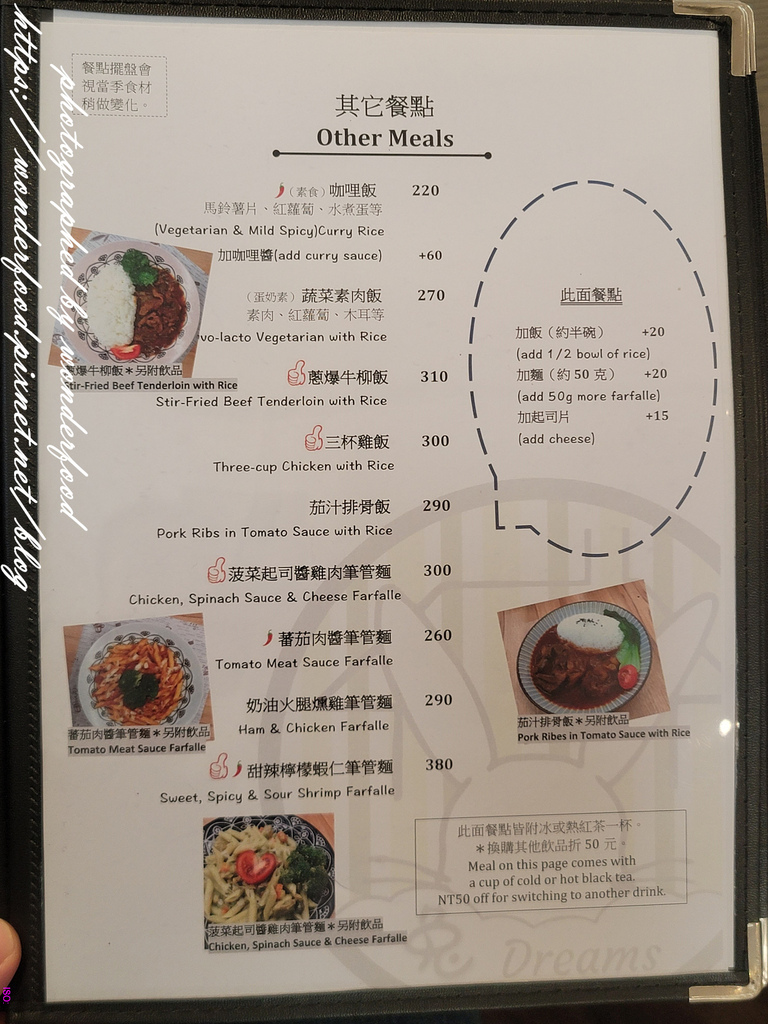 餐點擺盤會
視當季食材
稍做變化。
其它餐點
Other Meals
（素食）咖哩飯 220
馬鈴薯片、紅蘿蔔、水煮蛋等
(Vegetarian & Mild Spicy)Curry Rice
加咖哩醬(add curry sauce) +60
（蛋奶素）蔬菜素肉飯 270
素肉、紅蘿蔔、木耳等
vo-lacto Vegetarian with Rice
蔥爆牛柳飯＊另附飲品
Stir-Fried Beef Tenderloin with Rice
蔥爆牛柳飯 310
Stir-Fried Beef Tenderloin with Rice
三杯雞飯 300
Three-cup Chicken with Rice
茄汁排骨飯 290
Pork Ribs in Tomato Sauce with Rice
菠菜起司醬雞肉筆管麵 300
Chicken, Spinach Sauce & Cheese Farfalle
蕃茄肉醬筆管麵 260
Tomato Meat Sauce Farfalle
奶油火腿燻雞筆管麵 290
Ham & Chicken Farfalle
甜辣檸檬蝦仁筆管麵 380
Sweet, Spicy & Sour Shrimp Farfalle
蕃茄肉醬筆管麵＊另附飲品
Tomato Meat Sauce Farfalle
菠菜起司醬雞肉筆管麵＊另附飲品
Chicken, Spinach Sauce & Cheese Farfalle
此面餐點
加飯（約半碗） +20
(add 1/2 bowl of rice)
加麵（約 50 克） +20
(add 50g more farfalle)
加起司片 +15
(add cheese)
茄汁排骨飯＊另附飲品
Pork Ribes in Tomato Sauce with Rice
此面餐點皆附冰或熱紅茶一杯。
＊換購其他飲品折 50 元。
Meal on this page comes with
a cup of cold or hot black tea.
NT50 off for switching to another drink.
Dreams
photographed by wonderfood
https://wonderfood.pixnet.net/blog